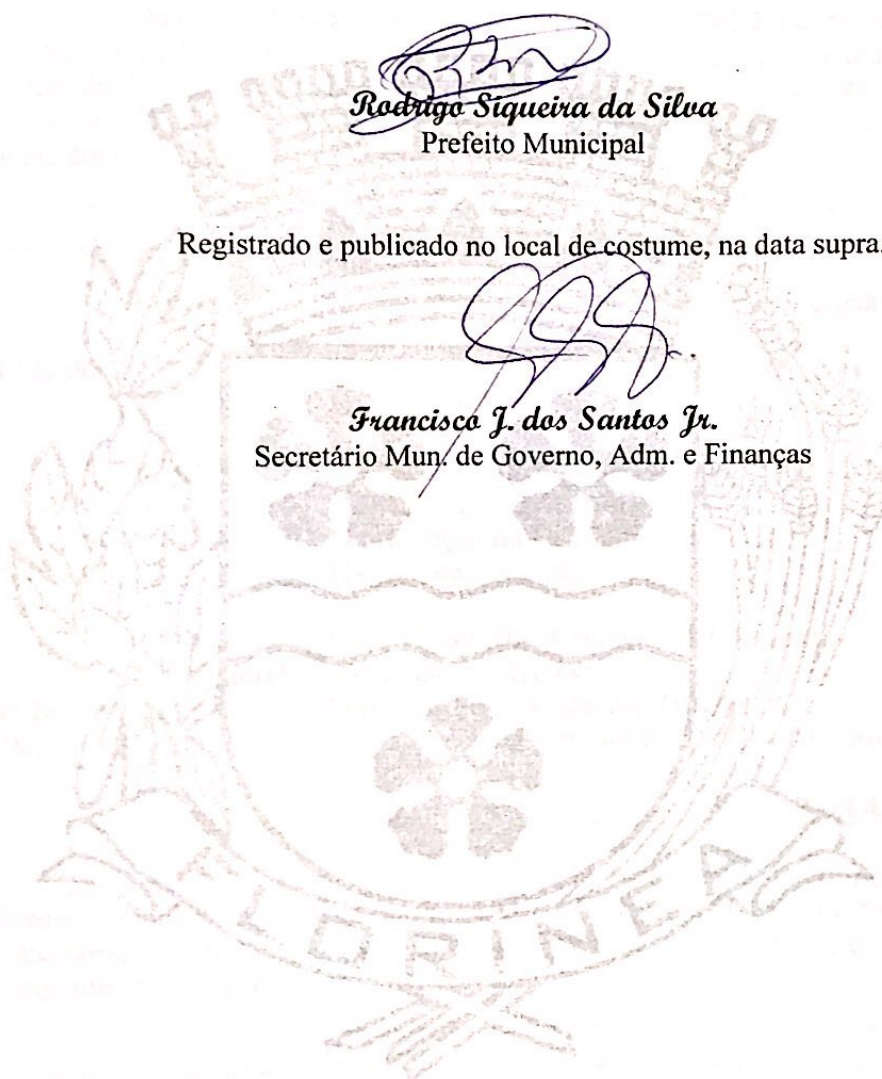 Rodrigo Siqueira da Silva
Prefeito Municipal
Registrado e publicado no local de costume, na data supra.
Francisco J. dos Santos Jr.
Secretário Mun. de Governo, Adm. e Finanças
FLORINEA